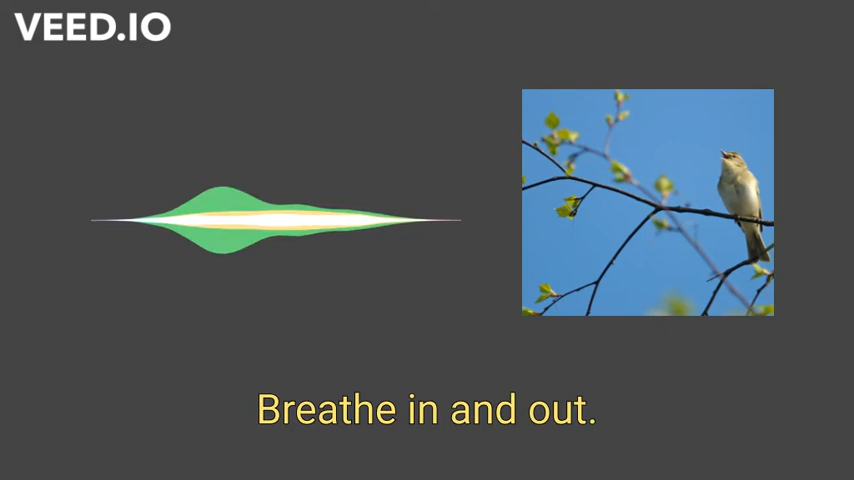 VEED.IO
Breathe in and out.